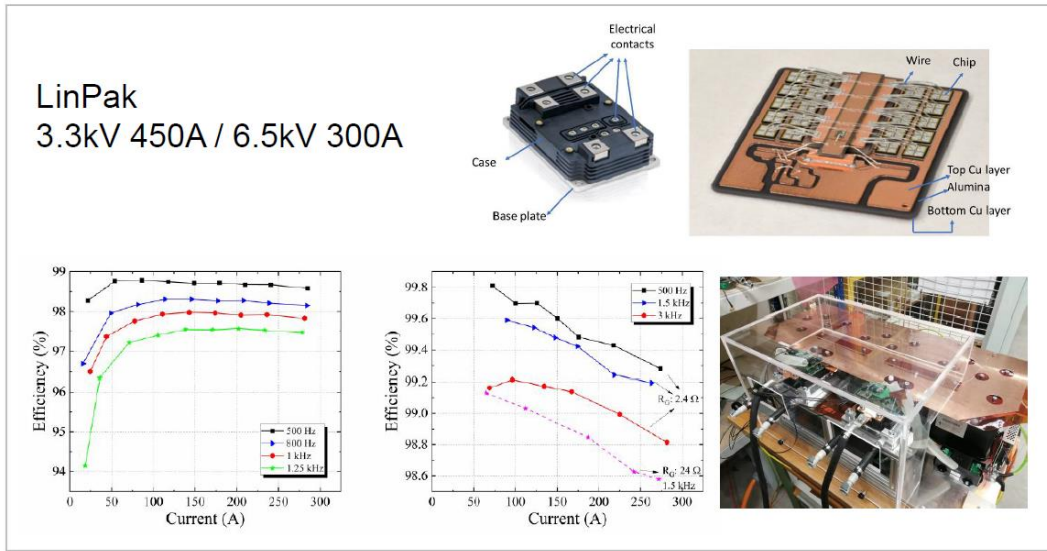 LinPak
3.3kV 450A / 6.5kV 300A
Electrical
contacts
Case
Base plate
Wire
Chip
Top Cu layer
Alumina
Bottom Cu layer
99
98
97
96
95
94
Efficiency (%)
500 Hz
800 Hz
1 kHz
1.25 kHz
0 50 100 150 200 250 300
Current (A)
99.8
99.6
99.4
99.2
99.0
98.8
98.6
Efficiency (%)
500 Hz
1.5 kHz
3 kHz
RG: 2.4 Ω
RG: 24 Ω
1.5 kHz
0 50 100 150 200 250 300
Current (A)